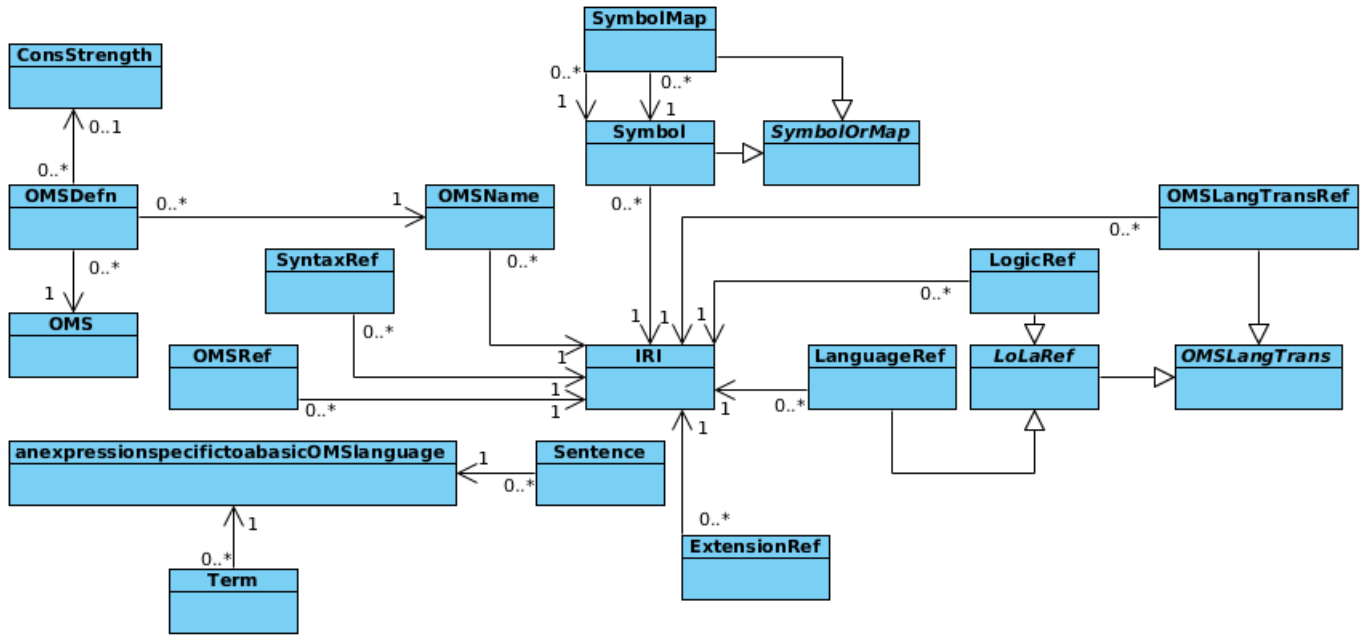 SymbolMap
ConsStrength
0..*
0..*
1
1
0..1
Symbol
SymbolOrMap
0..*
OMSDefn
OMSName
OMSLangTransRef
0..*
1
0..*
0..*
SyntaxRef
LogicRef
0..*
0..*
0..*
1
OMS
0..*
1
1
1
OMSRef
1
IRI
LanguageRef
LoLaRef
OMSLangTrans
1
0..*
1
1
0..*
1
anexpressionspecifictoabasicOMSlanguage
1
Sentence
0..*
1
0..*
ExtensionRef
0..*
Term